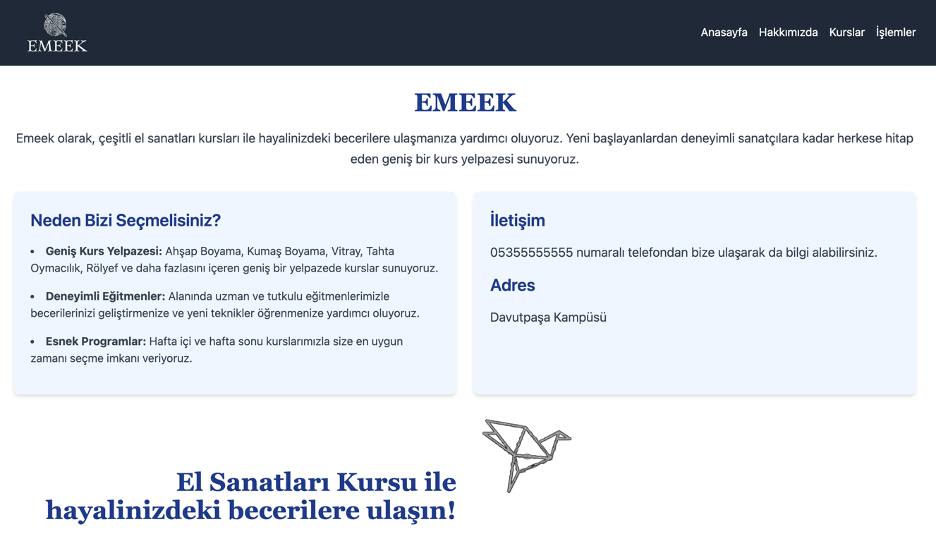 EMEEK
Anasayfa Hakkımızda Kurslar İşlemler
EMEEK
Emeek olarak, çeşitli el sanatları kursları ile hayalinizdeki becerilere ulaşmanıza yardımcı oluyoruz. Yeni başlayanlardan deneyimli sanatçılara kadar herkese hitap
eden geniş bir kurs yelpazesi sunuyoruz.
Neden Bizi Seçmelisiniz?
• Geniş Kurs Yelpazesi: Ahşap Boyama, Kumaş Boyama, Vitray, Tahta
Oymacılık, Rölyef ve daha fazlasını içeren geniş bir yelpazede kurslar sunuyoruz.
• Deneyimli Eğitmenler: Alanında uzman ve tutkulu eğitmenlerimizle
becerilerinizi geliştirmenize ve yeni teknikler öğrenmenize yardımcı oluyoruz.
• Esnek Programlar: Hafta içi ve hafta sonu kurslarımızla size en uygun
zamanı seçme imkanı veriyoruz.
İletişim
05355555555 numaralı telefondan bize ulaşarak da bilgi alabilirsiniz.
Adres
Davutpaşa Kampüsü
El Sanatları Kursu ile
hayalinizdeki becerilere ulaşın!